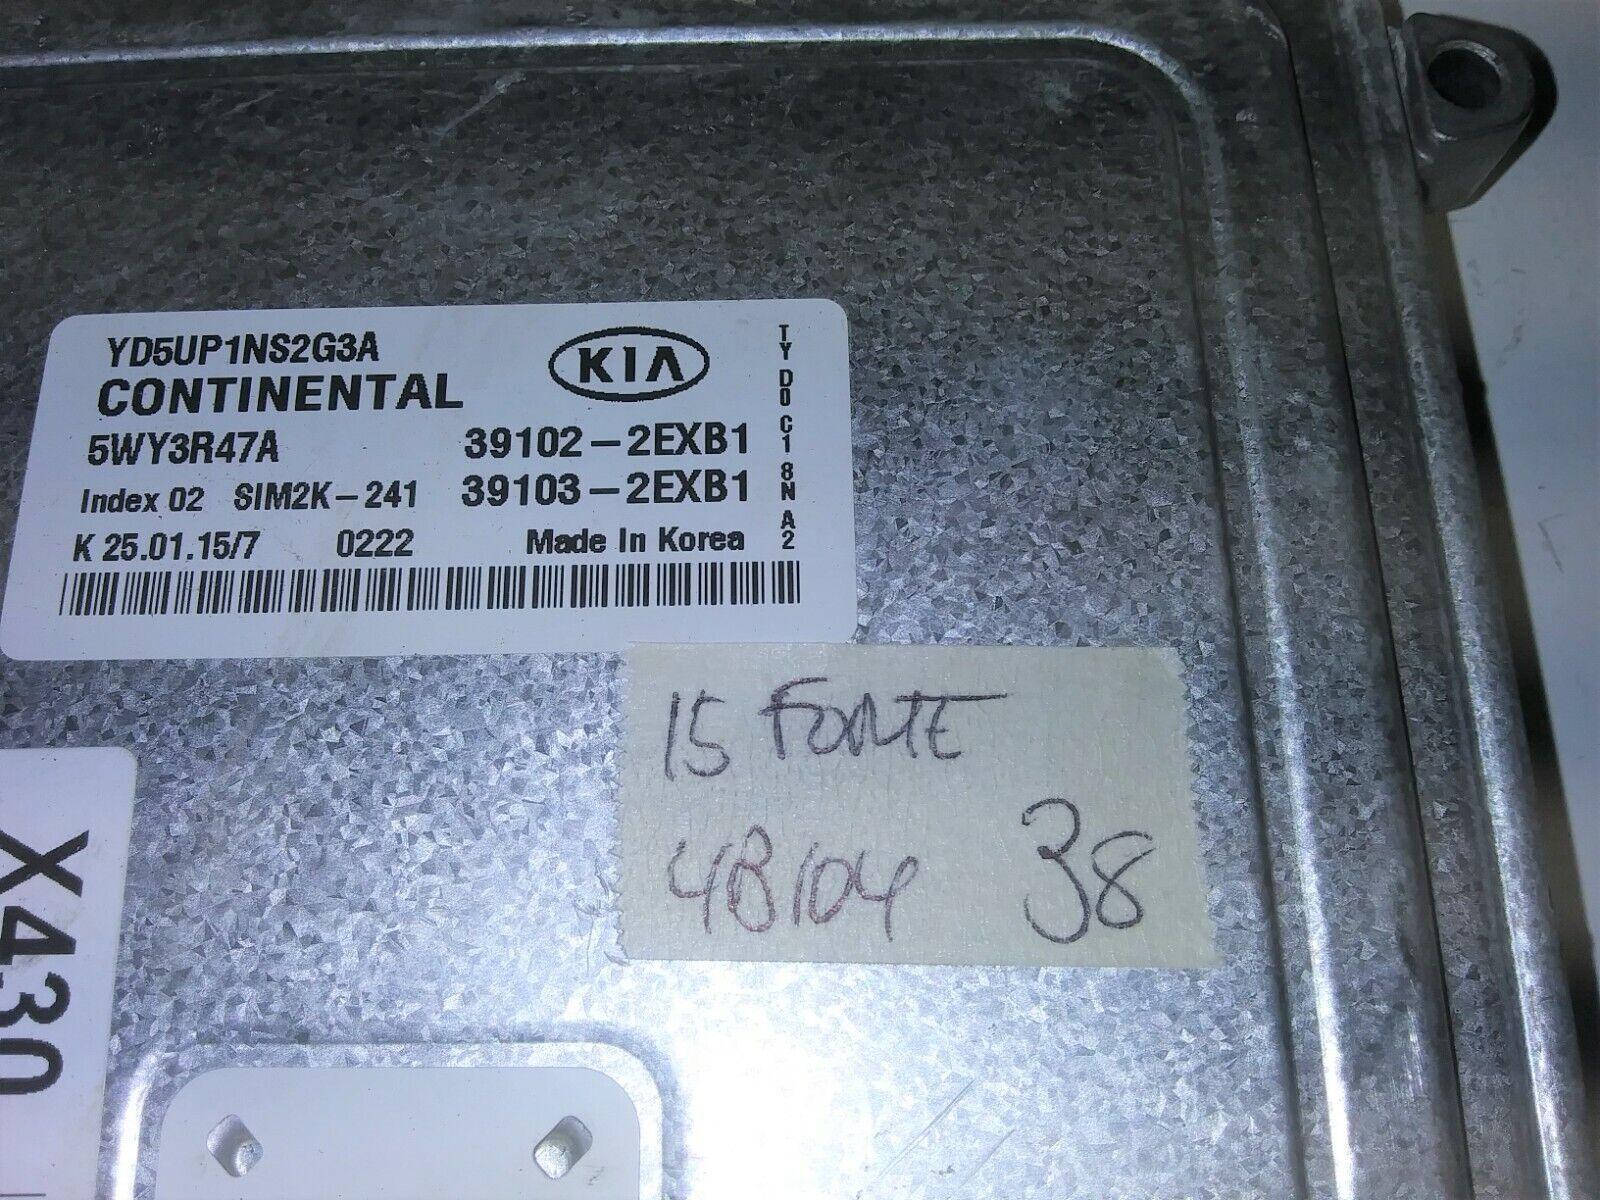 YD5UP1NS2G3A
KIA
CONTINENTAL
5WY3R47A 39102-2EXB1
Index 02 SIM2K-241 39103-2EXB1
K 25.01.15/7 0222 Made In Korea
TYD0C18NA2
15 FORTE
4B104 38
X430